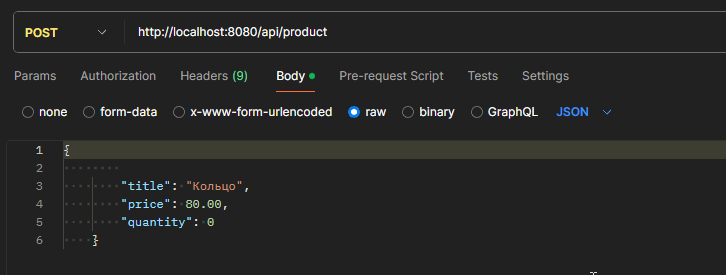 POST http://localhost:8080/api/product
Params Authorization Headers (9) Body Pre-request Script Tests Settings
none form-data x-www-form-urlencoded raw binary GraphQL JSON
1 {
2
3 "title": "Кольцо",
4 "price": 80.00,
5 "quantity": 0
6 }